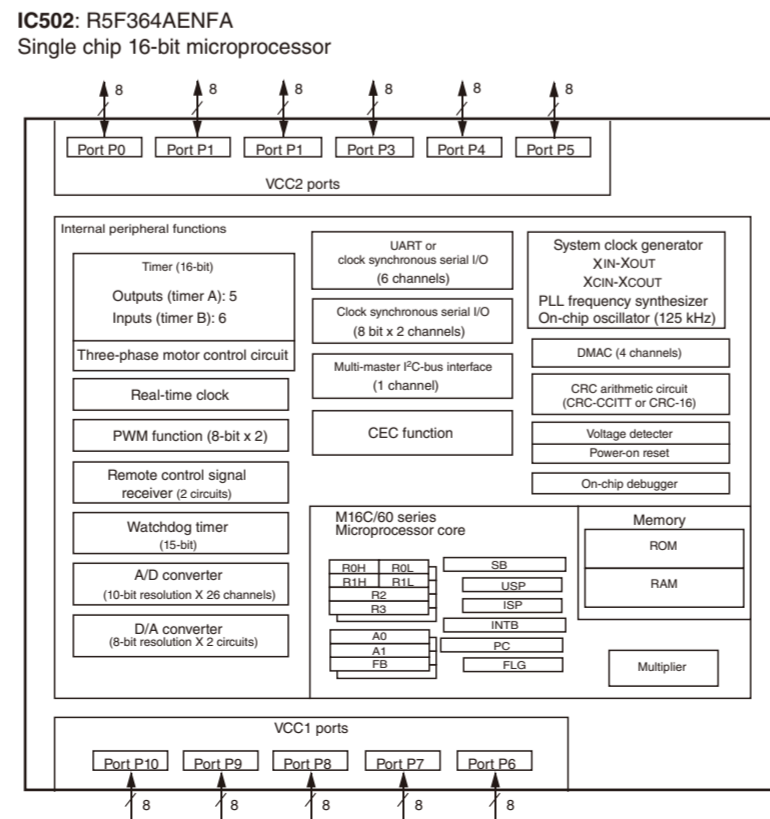 IC502: R5F364AENFA
Single chip 16-bit microprocessor
8 8 8 8 8 8
Port P0 Port P1 Port P1 Port P3 Port P4 Port P5
VCC2 ports
Internal peripheral functions
Timer (16-bit)
Outputs (timer A): 5
Inputs (timer B): 6
Three-phase motor control circuit
Real-time clock
PWM function (8-bit x 2)
Remote control signal
receiver (2 circuits)
Watchdog timer
(15-bit)
A/D converter
(10-bit resolution X 26 channels)
D/A converter
(8-bit resolution X 2 circuits)
UART or
clock synchronous serial I/O
(6 channels)
Clock synchronous serial I/O
(8 bit x 2 channels)
Multi-master I²C-bus interface
(1 channel)
CEC function
System clock generator
XIN-XOUT
XCIN-XCOUT
PLL frequency synthesizer
On-chip oscillator (125 kHz)
DMAC (4 channels)
CRC arithmetic circuit
(CRC-CCITT or CRC-16)
Voltage detecter
Power-on reset
On-chip debugger
M16C/60 series
Microprocessor core
R0H R0L
R1H R1L
R2
R3
A0
A1
FB
SB
USP
ISP
INTB
PC
FLG
Memory
ROM
RAM
Multiplier
VCC1 ports
Port P10 Port P9 Port P8 Port P7 Port P6
8 8 8 8 8